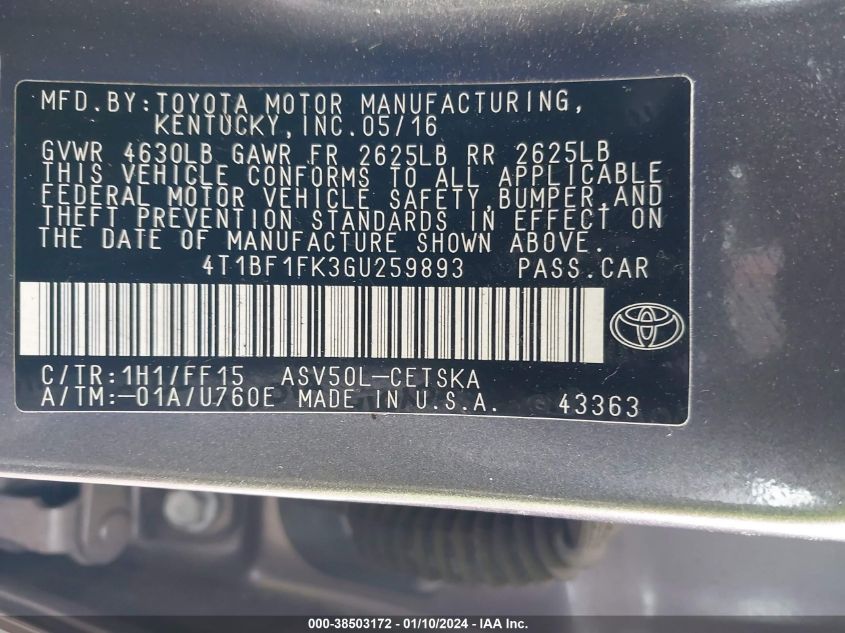 MFD.BY:TOYOTA MOTOR MANUFACTURING,
KENTUCKY,INC.05/16
GVWR 4630LB GAWR FR 2625LB RR 2625LB
THIS VEHICLE CONFORMS TO ALL APPLICABLE
FEDERAL MOTOR VEHICLE SAFETY,BUMPER,AND
THEFT PREVENTION STANDARDS IN EFFECT ON
THE DATE OF MANUFACTURE SHOWN ABOVE.
4T1BF1FK3GU259893 PASS.CAR
C/TR:1H1/FF15 ASV50L-CETSKA
A/TM:-01A/U760E MADE IN U.S.A. 43363
000-38503172 - 01/10/2024 - IAA Inc.